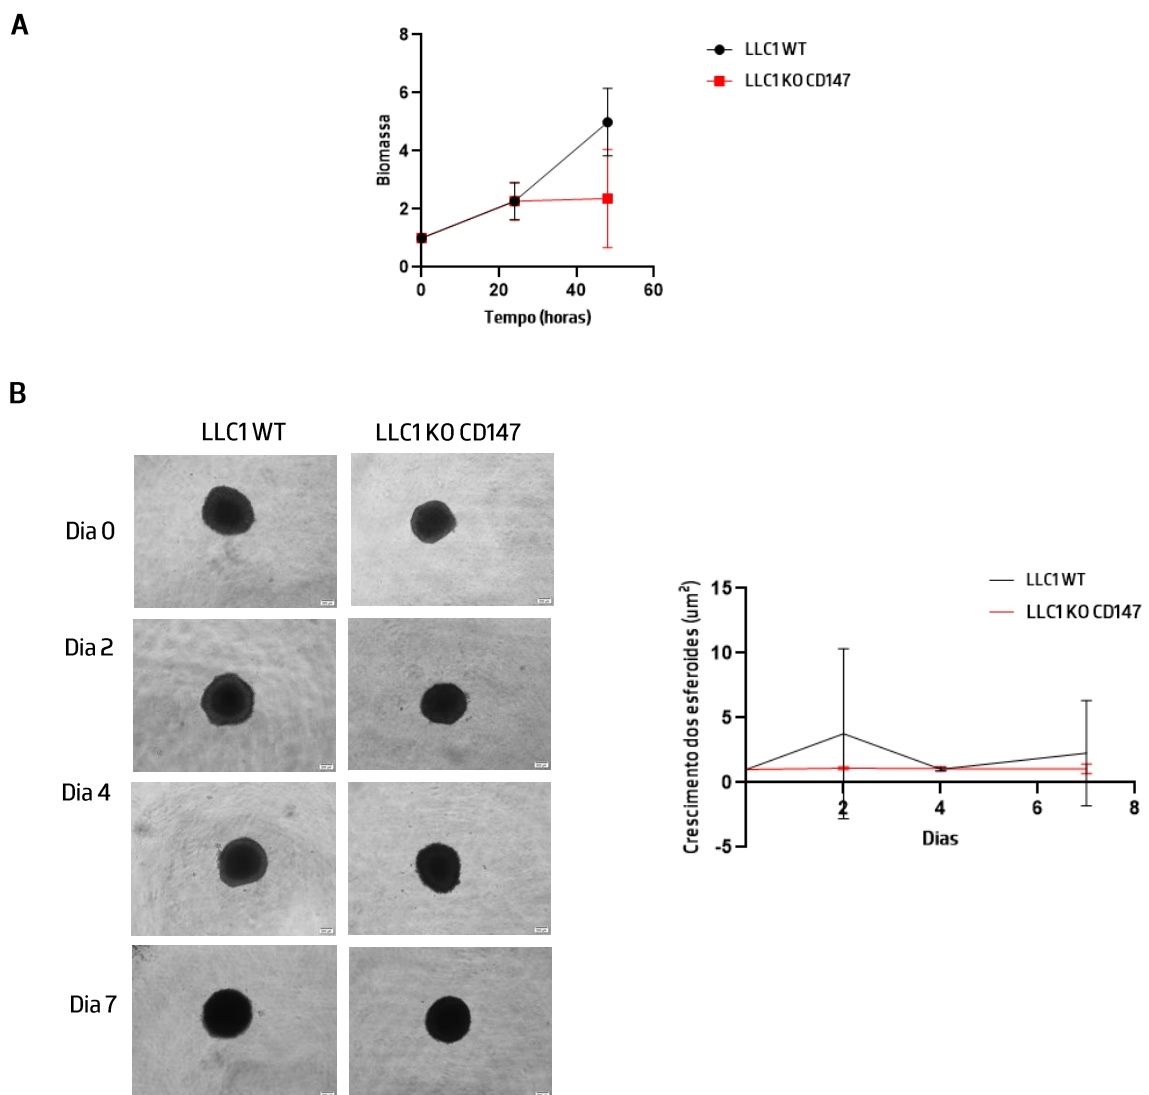 A
8
6
4
2
0
Biomassa
0 20 40 60
Tempo (horas)
LLC1 WT
LLC1 KO CD147
B
LLC1 WT
LLC1 KO CD147
Dia 0
Dia 2
Dia 4
Dia 7
Crescimento dos esferoides (um²)
15
10
5
0
-5
2 4 6 8
Dias
LLC1 WT
LLC1 KO CD147